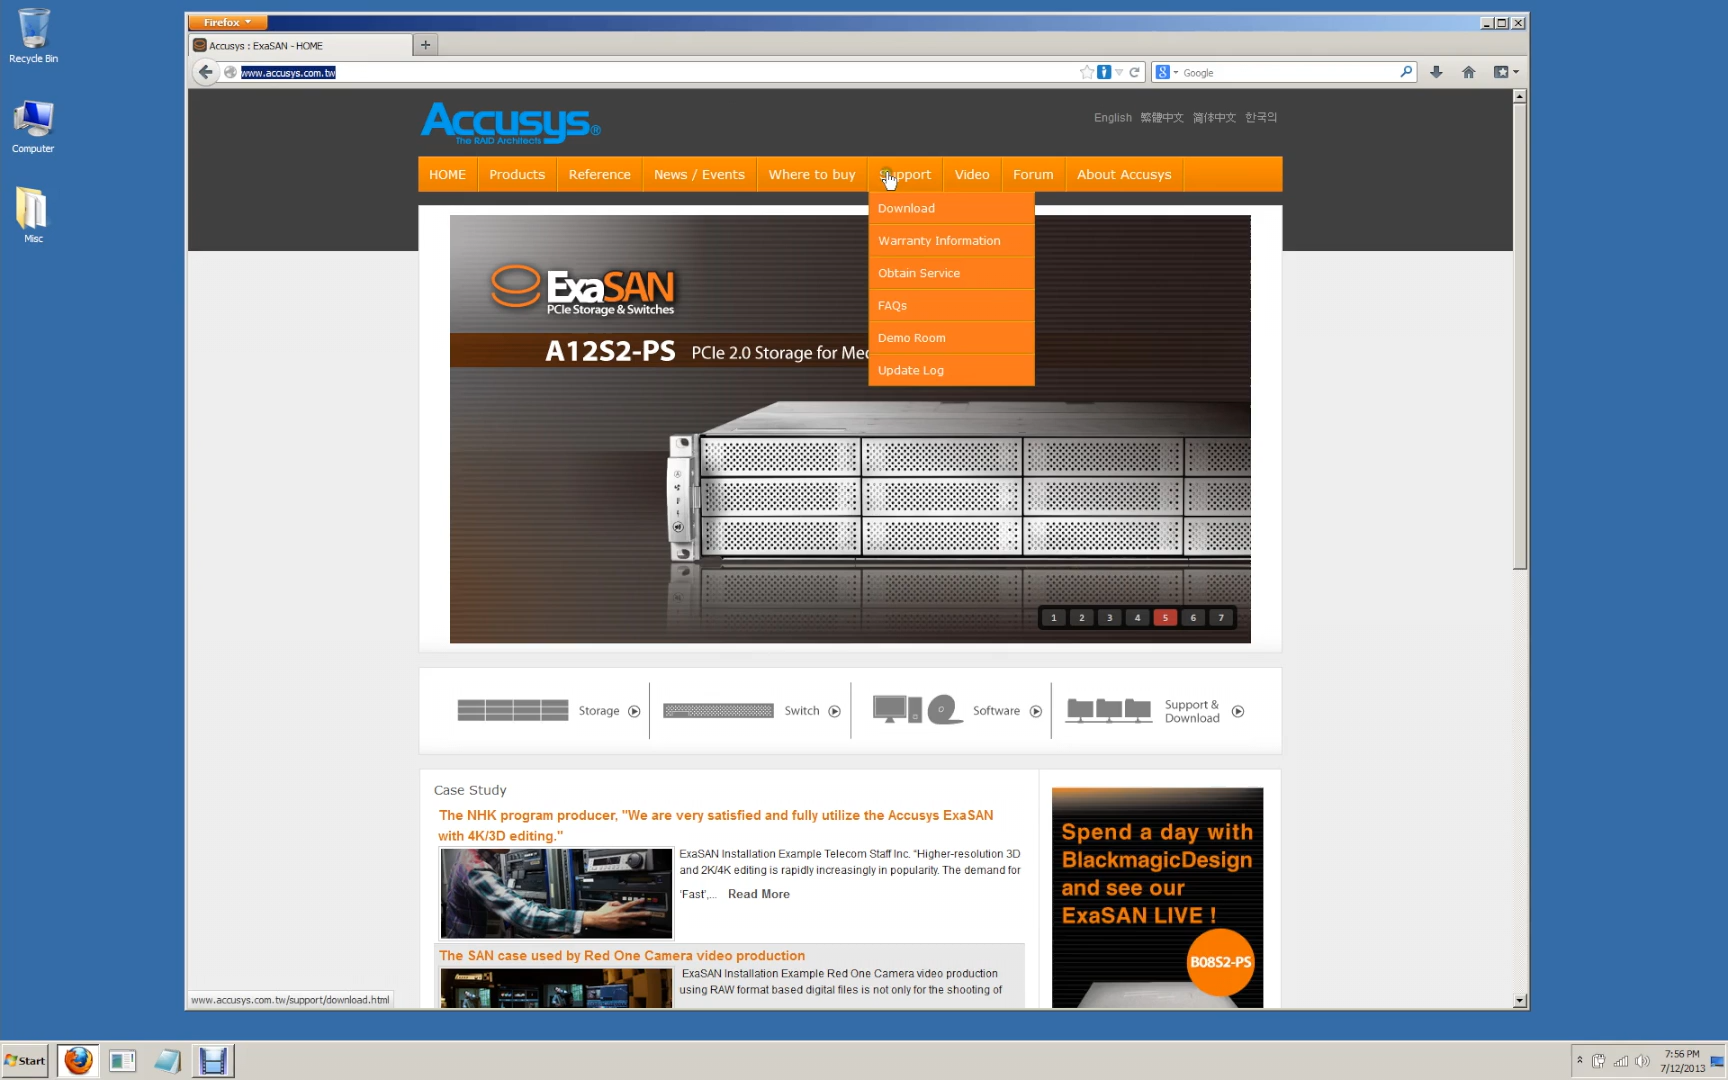 Recycle Bin
Computer
Misc
Firefox
Accusys : ExaSAN - HOME
www.accusys.com.tw
Google
Accusys®
The RAID Architects
English 繁體中文 简体中文 한국의
HOME Products Reference News / Events Where to buy Support Video Forum About Accusys
Download
Warranty Information
Obtain Service
FAQs
Demo Room
Update Log
ExaSAN
PCIe Storage & Switches
A12S2-PS PCIe 2.0 Storage for Me
1 2 3 4 5 6 7
Storage
Switch
Software
Support &
Download
Case Study
The NHK program producer, "We are very satisfied and fully utilize the Accusys ExaSAN
with 4K/3D editing."
ExaSAN Installation Example Telecom Staff Inc. “Higher-resolution 3D
and 2K/4K editing is rapidly increasingly in popularity. The demand for
‘Fast’,... Read More
The SAN case used by Red One Camera video production
ExaSAN Installation Example Red One Camera video production
using RAW format based digital files is not only for the shooting of
Spend a day with
BlackmagicDesign
and see our
ExaSAN LIVE !
B08S2-PS
www.accusys.com.tw/support/download.html
Start
7:56 PM
7/12/2013